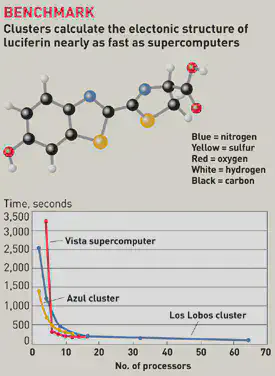 BENCHMARK
Clusters calculate the electonic structure of
luciferin nearly as fast as supercomputers
Blue = nitrogen
Yellow = sulfur
Red = oxygen
White = hydrogen
Black = carbon
Time, seconds
3,500
3,000
2,500
2,000
1,500
1,000
500
0
Vista supercomputer
Azul cluster
Los Lobos cluster
0 10 20 30 40 50 60 70
No. of processors